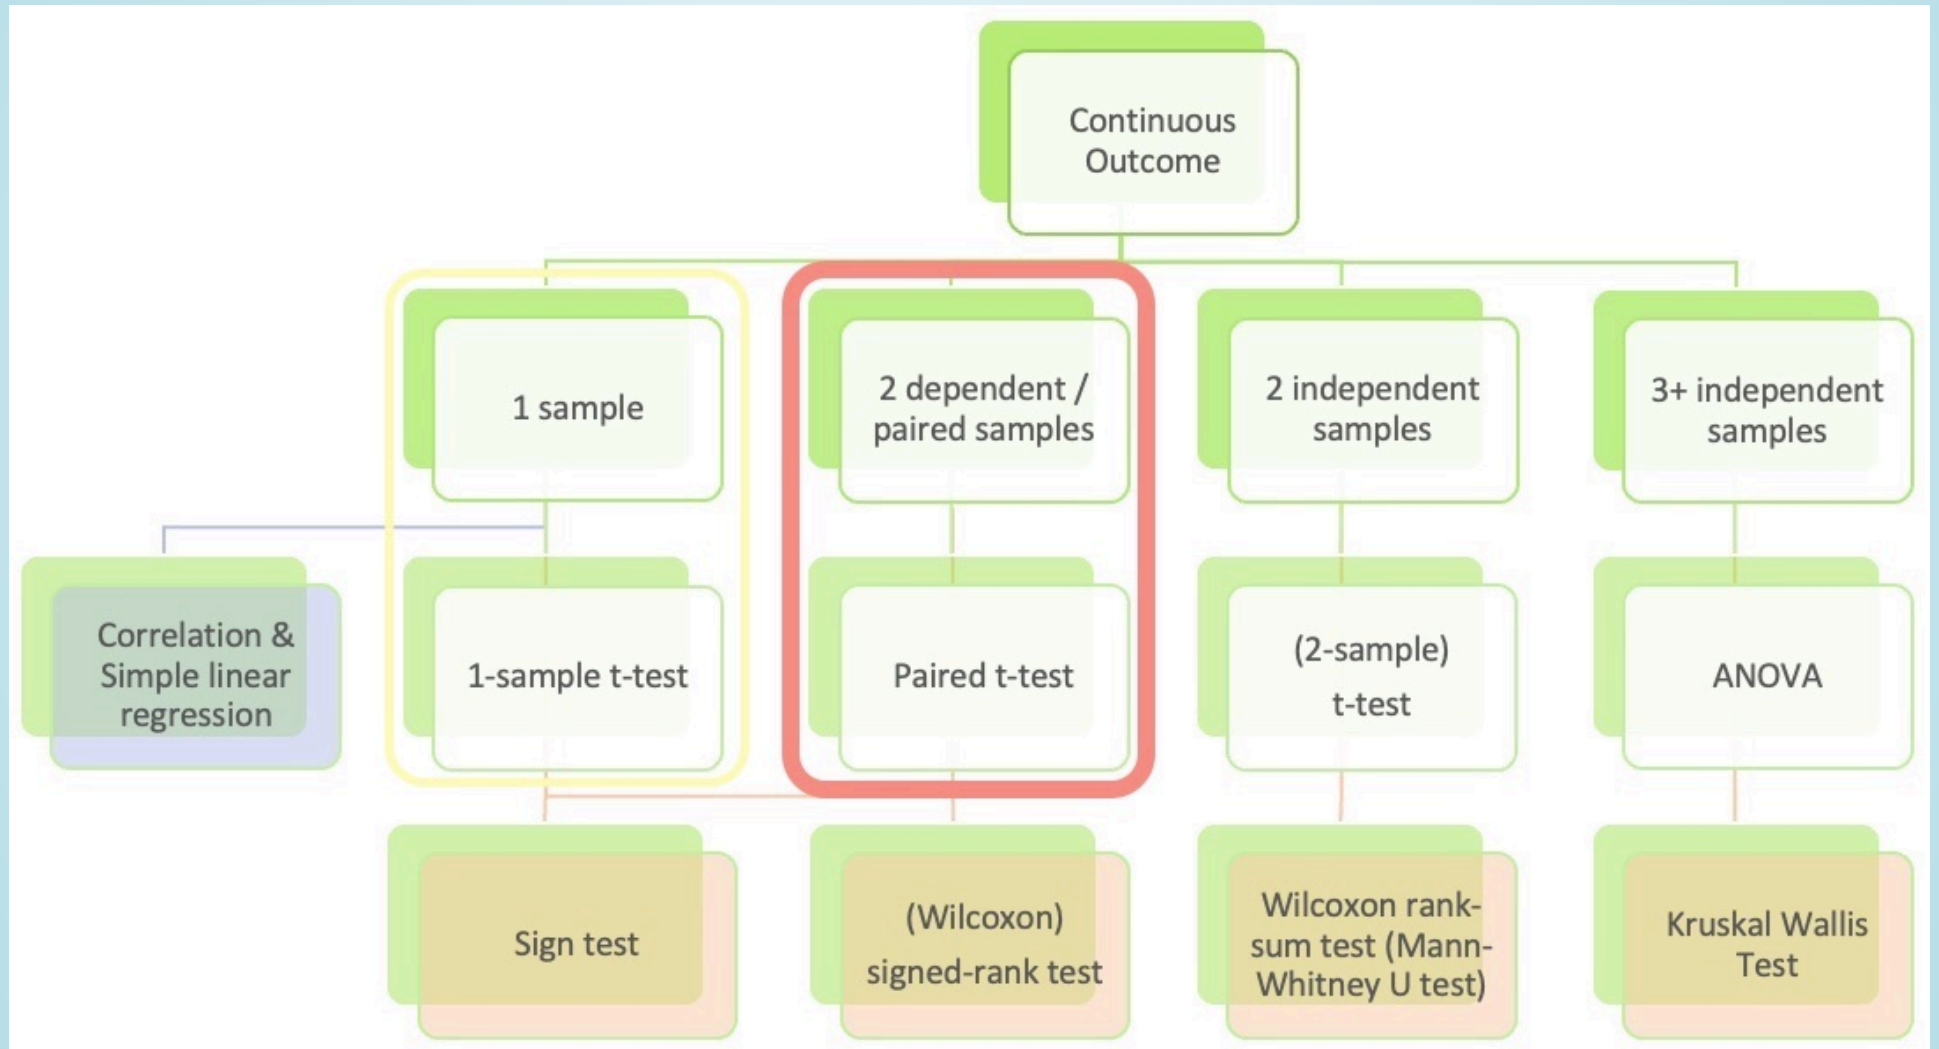 Continuous
Outcome
1 sample
2 dependent /
paired samples
2 independent
samples
3+ independent
samples
Correlation &
Simple linear
regression
1-sample t-test
Paired t-test
(2-sample)
t-test
ANOVA
Sign test
(Wilcoxon)
signed-rank test
Wilcoxon rank-
sum test (Mann-
Whitney U test)
Kruskal Wallis
Test